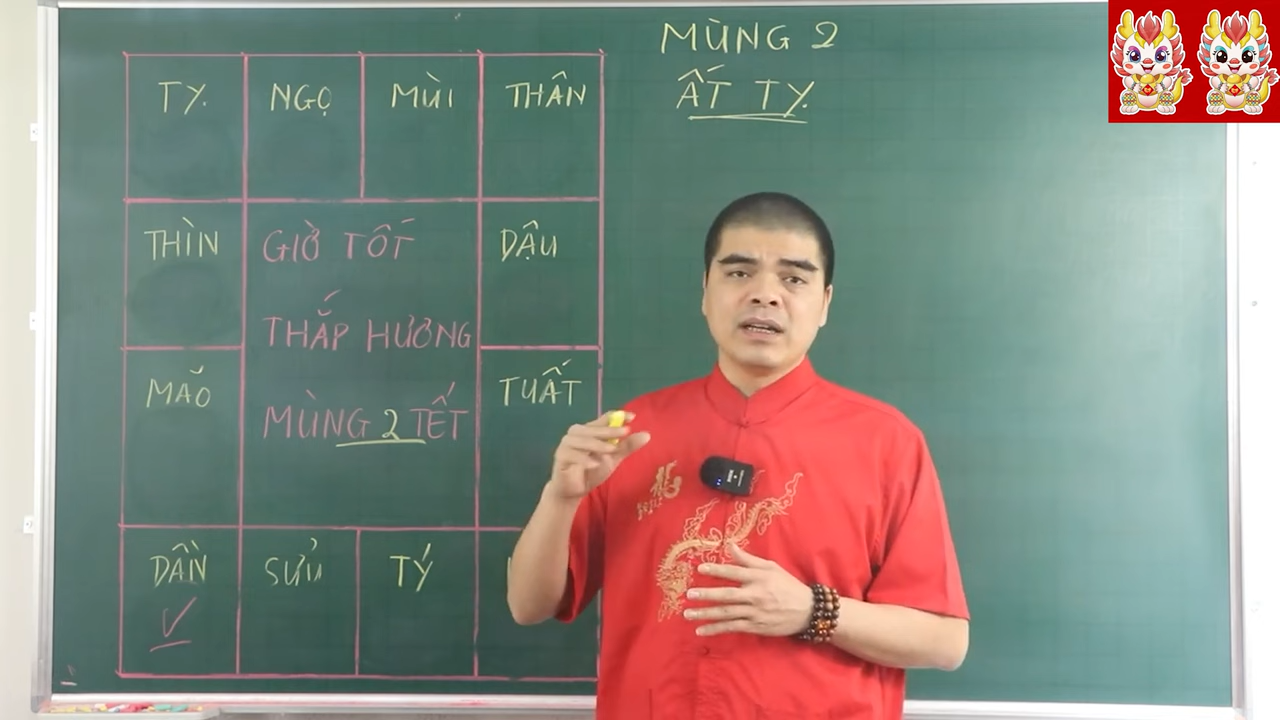 MÙNG 2
ẤT TỴ
TỴ
NGỌ
MÙI
THÂN
THÌN
GIỜ TỐT
DẬU
THẮP HƯƠNG
MÃO
MÙNG 2 TẾT
TUẤT
DẦN
SỬU
TÝ